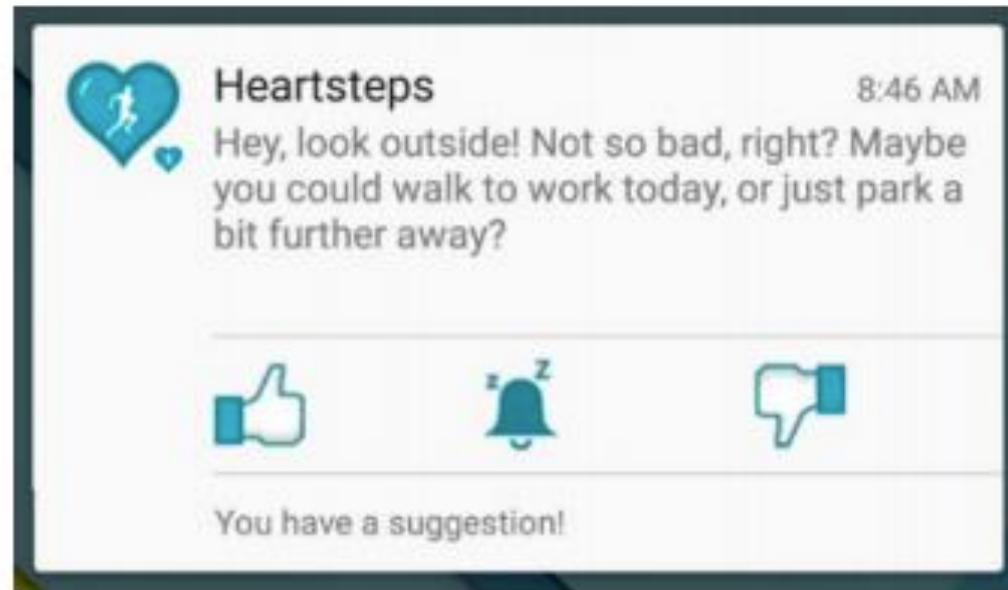 Heartsteps
8:46 AM
Hey, look outside! Not so bad, right? Maybe
you could walk to work today, or just park a
bit further away?
z Z
You have a suggestion!